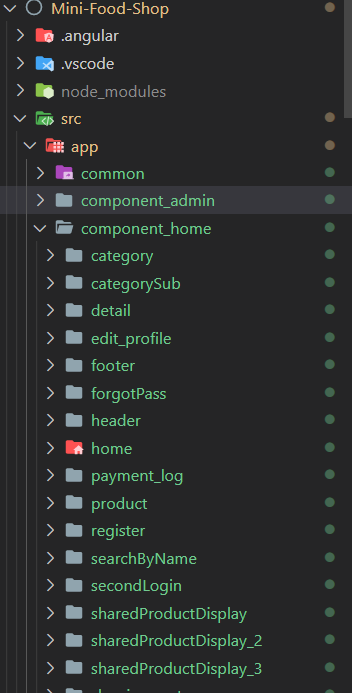 Mini-Food-Shop
.angular
.vscode
node_modules
src
app
common
component_admin
component_home
category
categorySub
detail
edit_profile
footer
forgotPass
header
home
payment_log
product
register
searchByName
secondLogin
sharedProductDisplay
sharedProductDisplay_2
sharedProductDisplay_3